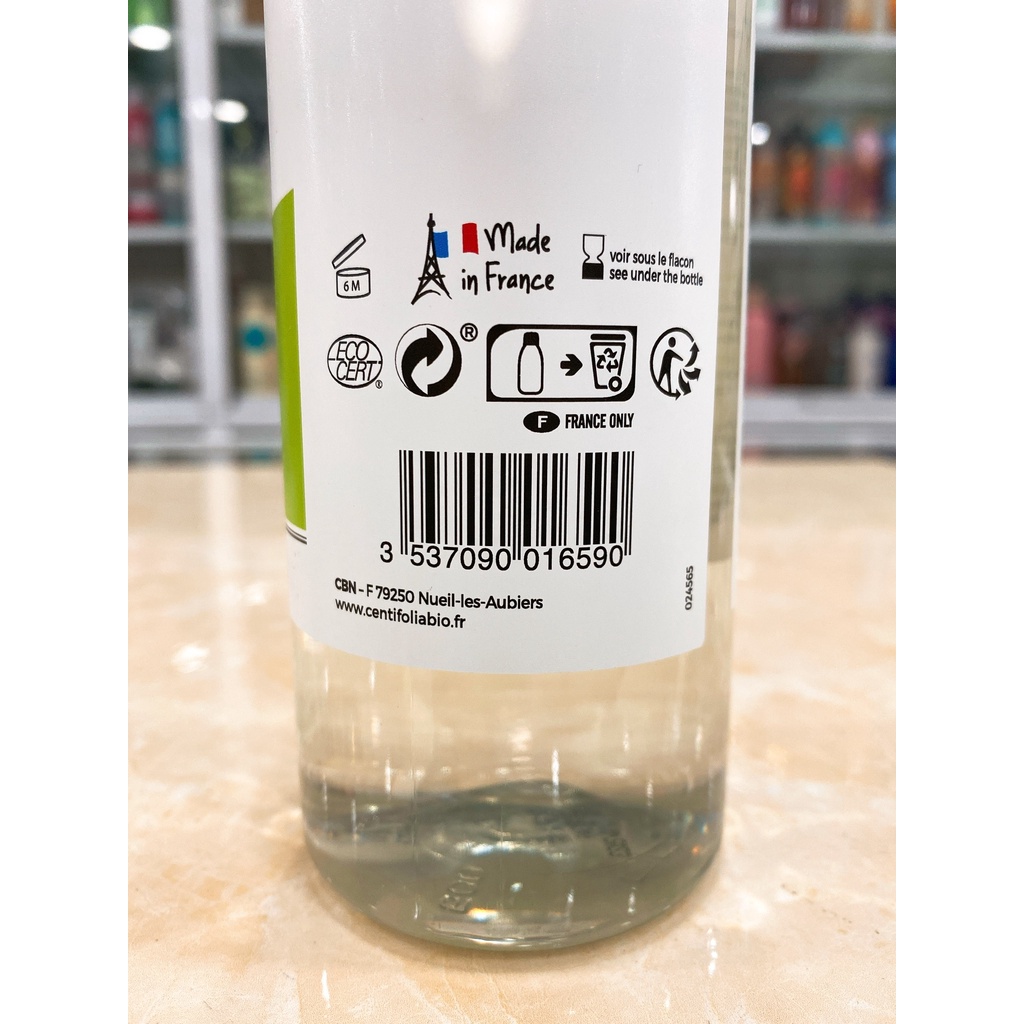 6 M
Made
in France
voir sous le flacon
see under the bottle
ECO
CERT
®
®
F FRANCE ONLY
3 537090 016590
CBN – F 79250 Nueil-les-Aubiers
www.centifoliabio.fr
024565